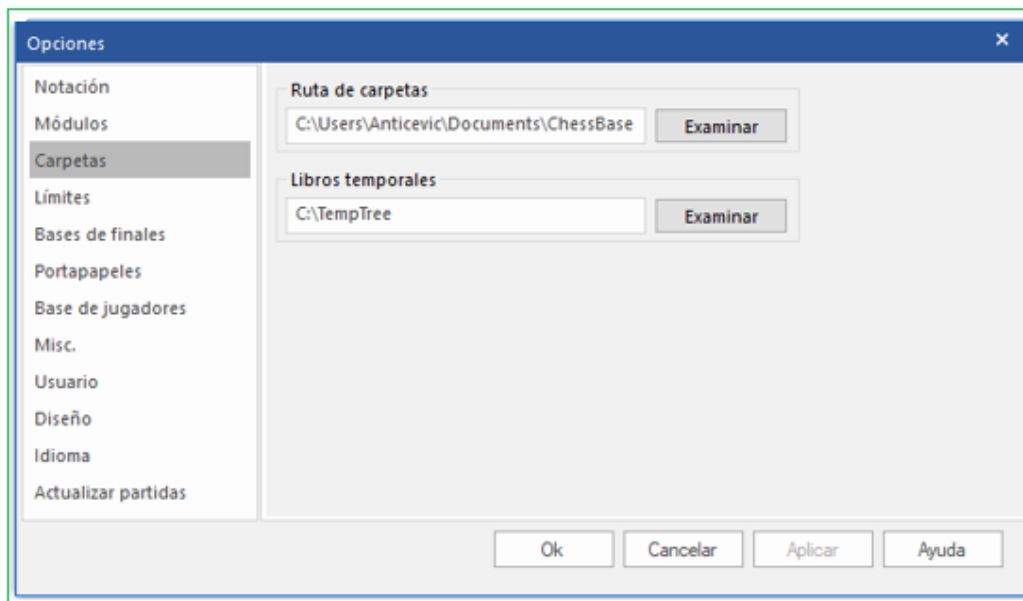 Opciones
Notación
Módulos
Carpetas
Límites
Bases de finales
Portapapeles
Base de jugadores
Misc.
Usuario
Diseño
Idioma
Actualizar partidas
Ruta de carpetas
C:\Users\Anticevic\Documents\ChessBase
Examinar
Libros temporales
C:\TempTree
Examinar
Ok
Cancelar
Aplicar
Ayuda